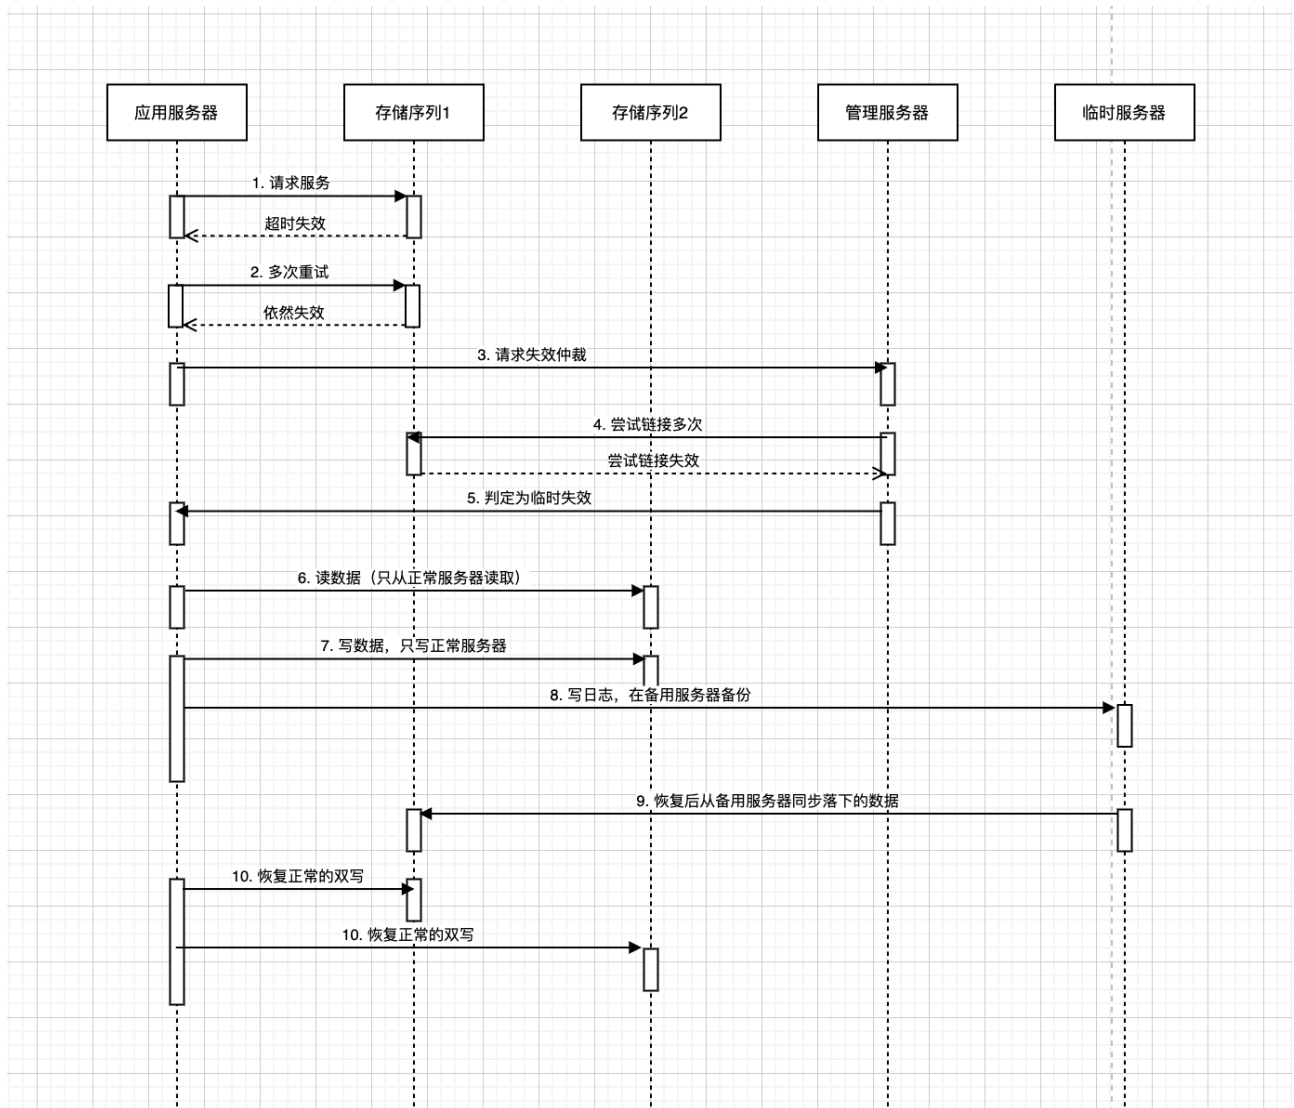 应用服务器
存储序列1
存储序列2
管理服务器
临时服务器
1. 请求服务
超时失效
2. 多次重试
依然失效
3. 请求失效仲裁
4. 尝试链接多次
尝试链接失效
5. 判定为临时失效
6. 读数据（只从正常服务器读取）
7. 写数据，只写正常服务器
8. 写日志，在备用服务器备份
9. 恢复后从备用服务器同步落下的数据
10. 恢复正常的双写
10. 恢复正常的双写